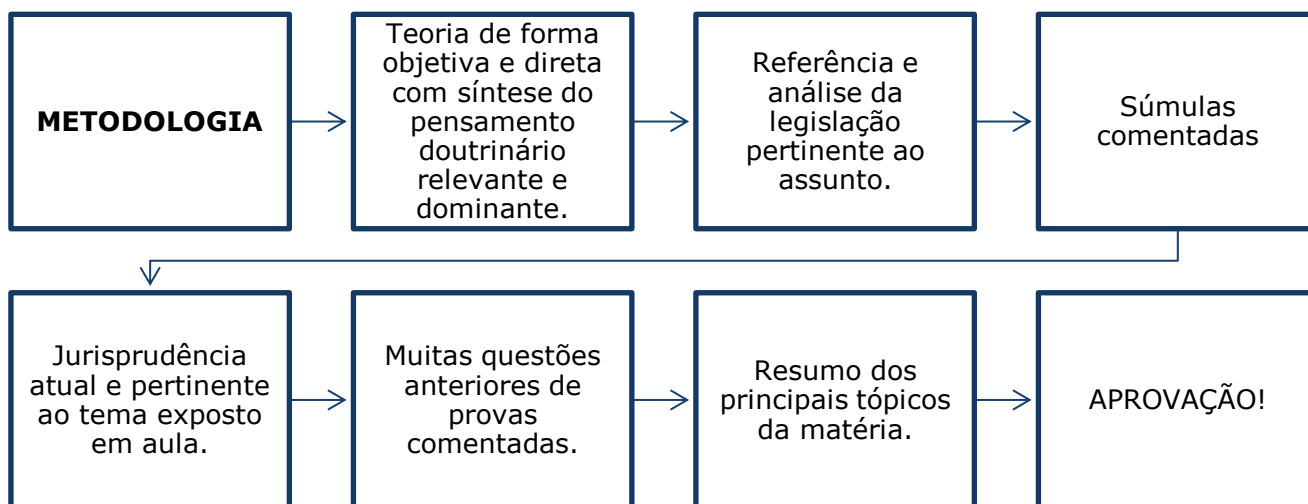 METODOLOGIA
Teoria de forma
objetiva e direta
com síntese do
pensamento
doutrinário
relevante e
dominante.
Referência e
análise da
legislação
pertinente ao
assunto.
Súmulas
comentadas
Jurisprudência
atual e pertinente
ao tema exposto
em aula.
Muitas questões
anteriores de
provas
comentadas.
Resumo dos
principais tópicos
da matéria.
APROVAÇÃO!